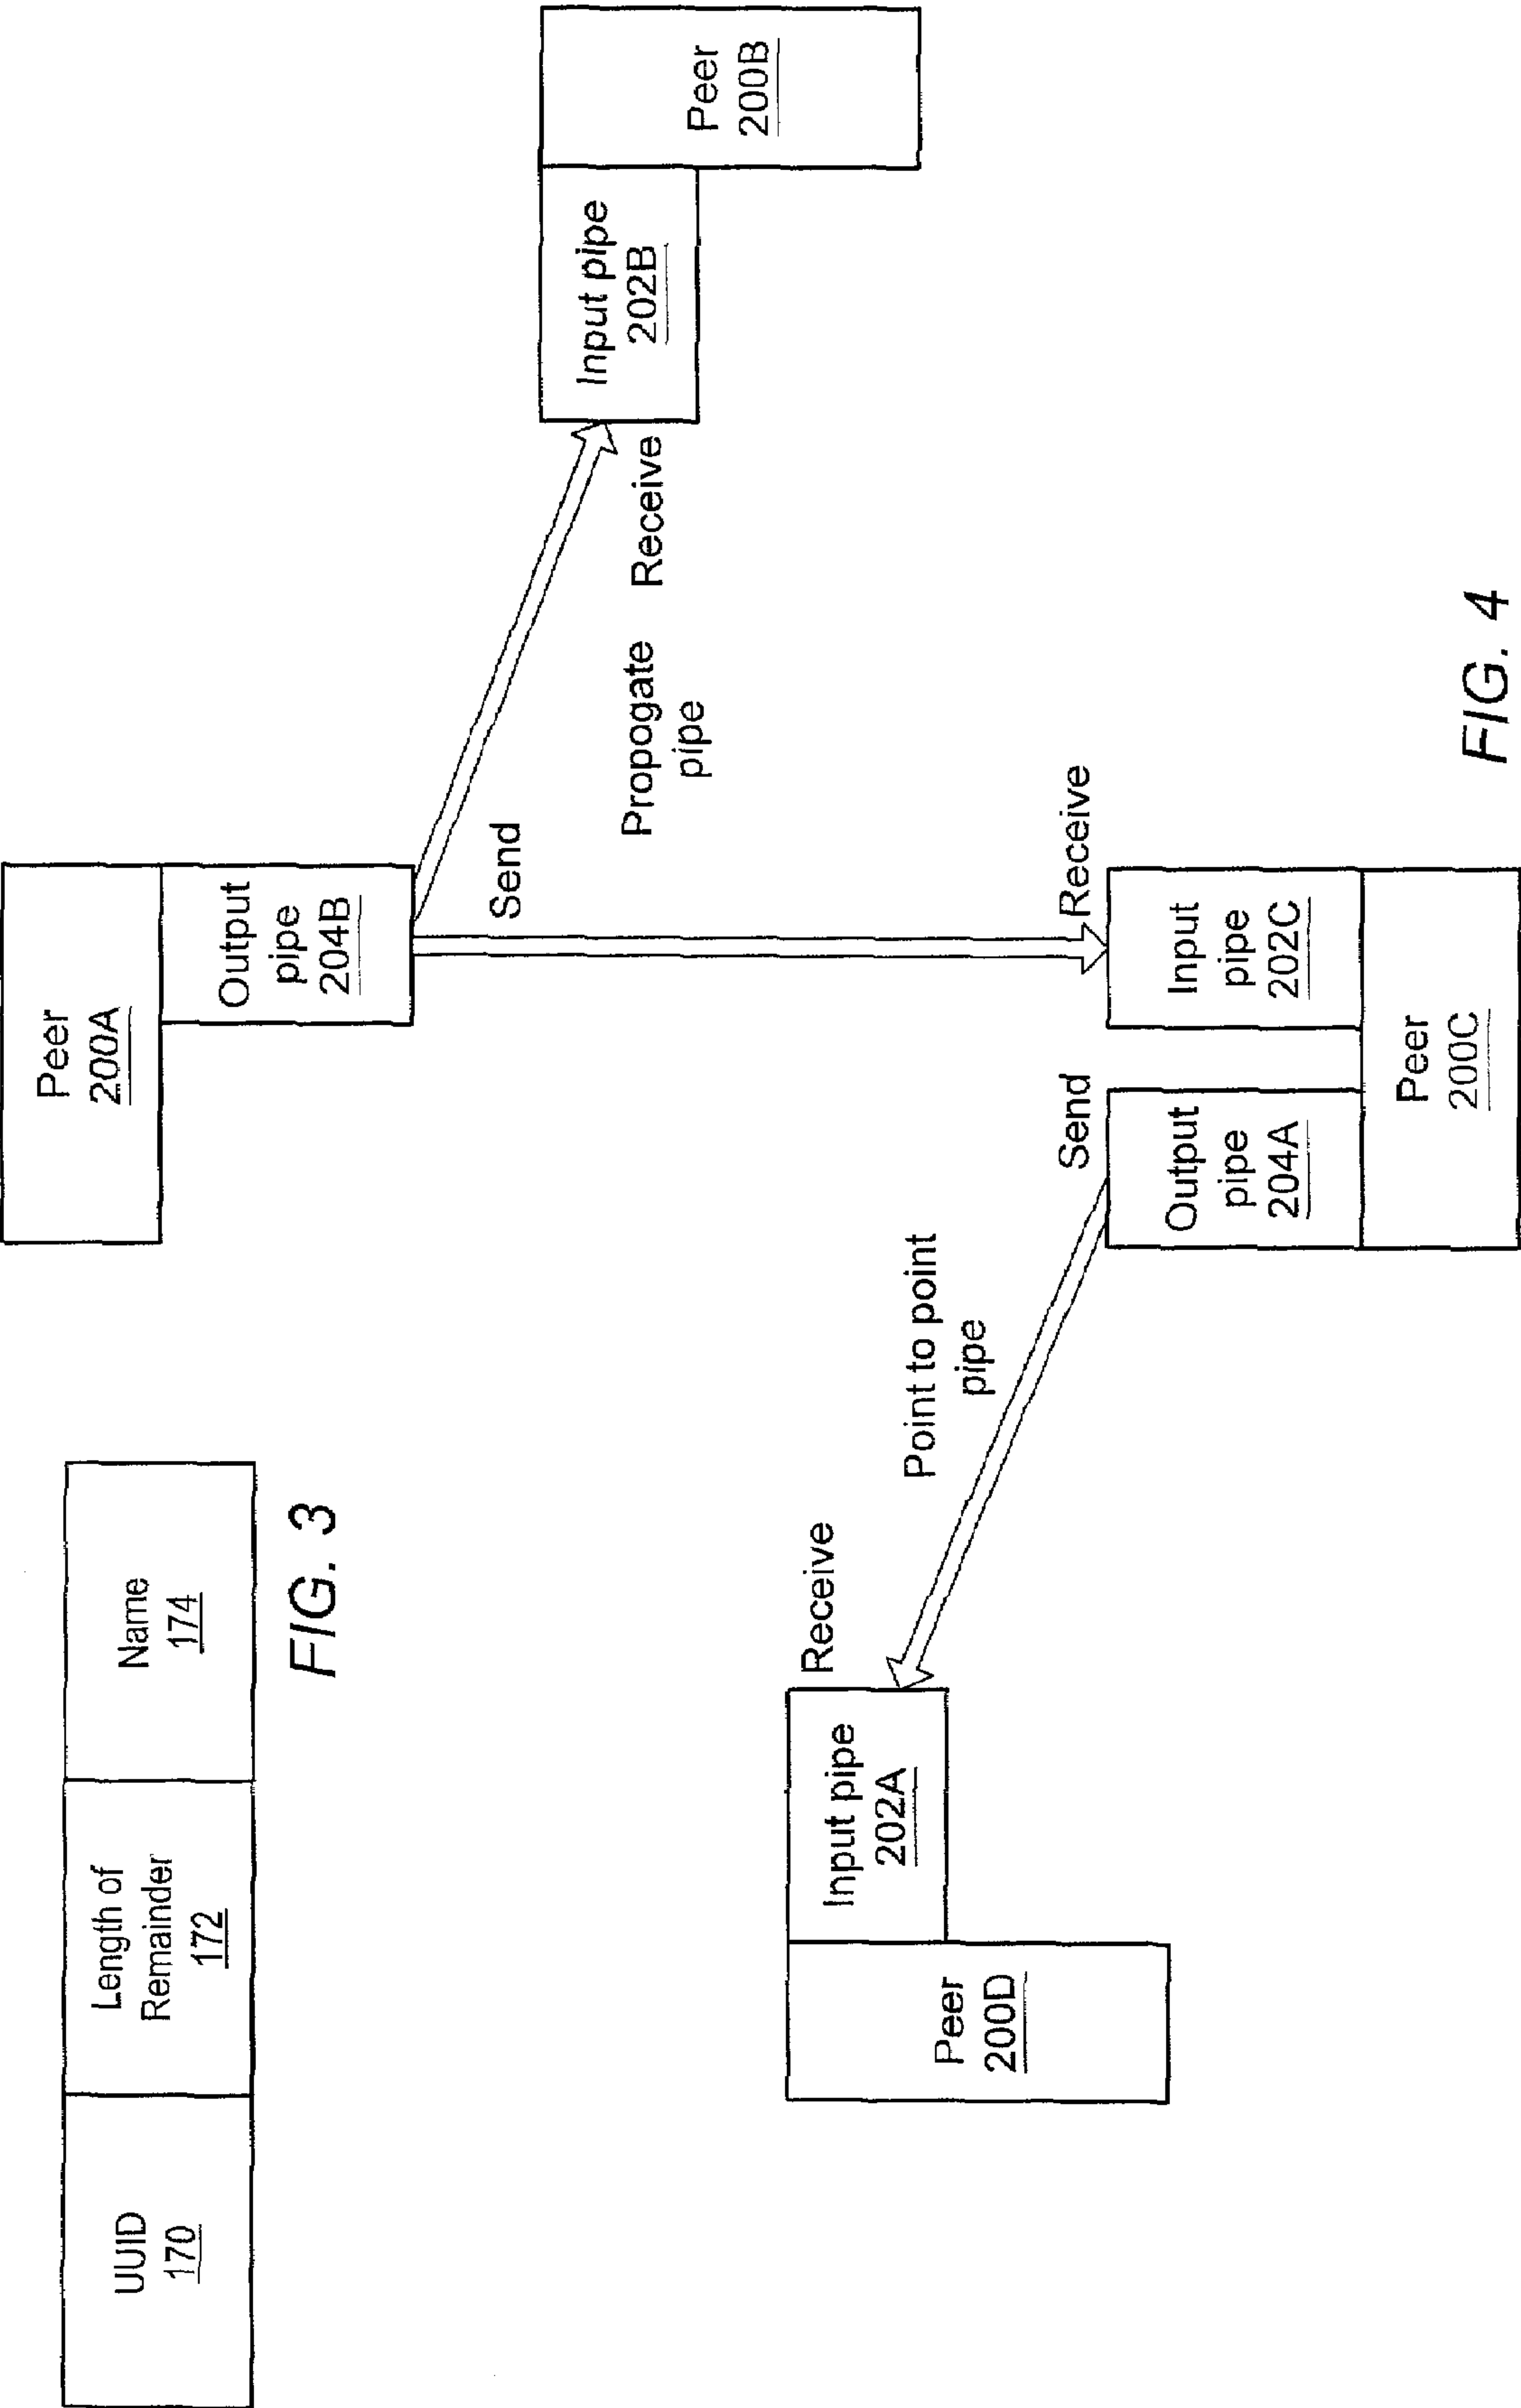 UUID
170
Length of
Remainder
172
Name
174
FIG. 3
Peer
200A
Output
pipe
204B
Send
Propogate
pipe
Receive
Input pipe
202B
Peer
200B
Receive
Input pipe
202A
Peer
200D
Point to point
pipe
Send
Output
pipe
204A
Receive
Input
pipe
202C
Peer
200C
FIG. 4